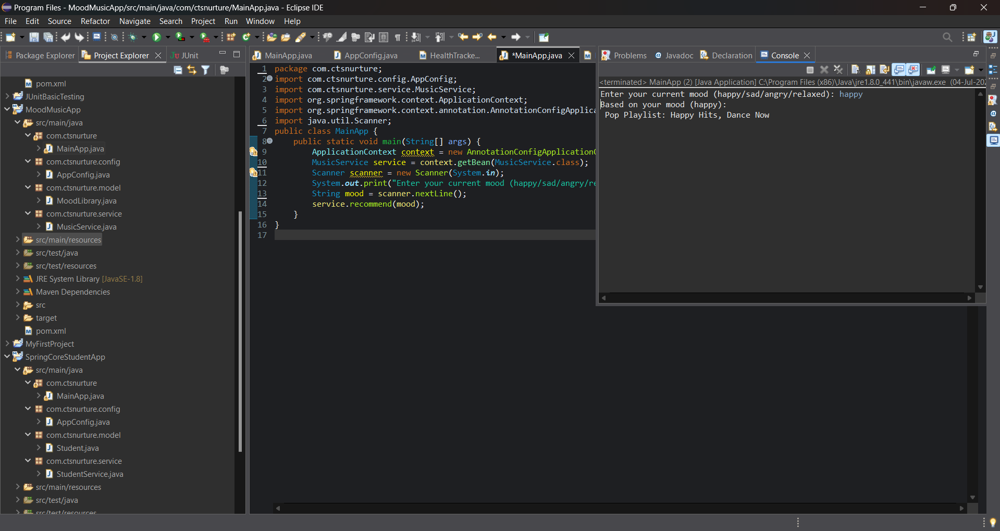 Program Files - MoodMusicApp/src/main/java/com/ctsnurture/MainApp.java - Eclipse IDE
File Edit Source Refactor Navigate Search Project Run Window Help
Package Explorer Project Explorer JUnit
pom.xml
JUnitBasicTesting
MoodMusicApp
src/main/java
com.ctsnurture
MainApp.java
com.ctsnurture.config
AppConfig.java
com.ctsnurture.model
MoodLibrary.java
com.ctsnurture.service
MusicService.java
src/main/resources
src/test/java
src/test/resources
JRE System Library [JavaSE-1.8]
Maven Dependencies
src
target
pom.xml
MyFirstProject
SpringCoreStudentApp
src/main/java
com.ctsnurture
MainApp.java
com.ctsnurture.config
AppConfig.java
com.ctsnurture.model
Student.java
com.ctsnurture.service
StudentService.java
src/main/resources
src/test/java
src/test/resources
MainApp.java AppConfig.java HealthTracke... *MainApp.java
1 package com.ctsnurture;
2 import com.ctsnurture.config.AppConfig;
3 import com.ctsnurture.service.MusicService;
4 import org.springframework.context.ApplicationContext;
5 import org.springframework.context.annotation.AnnotationConfigApplica
6 import java.util.Scanner;
7 public class MainApp {
8 public static void main(String[] args) {
9 ApplicationContext context = new AnnotationConfigApplication
10 MusicService service = context.getBean(MusicService.class);
11 Scanner scanner = new Scanner(System.in);
12 System.out.print("Enter your current mood (happy/sad/angry/re
13 String mood = scanner.nextLine();
14 service.recommend(mood);
15 }
16 }
17
Problems Javadoc Declaration Console
<terminated> MainApp (2) [Java Application] C:\Program Files (x86)\Java\jre1.8.0_441\bin\javaw.exe (04-Jul-202
Enter your current mood (happy/sad/angry/relaxed): happy
Based on your mood (happy):
Pop Playlist: Happy Hits, Dance Now